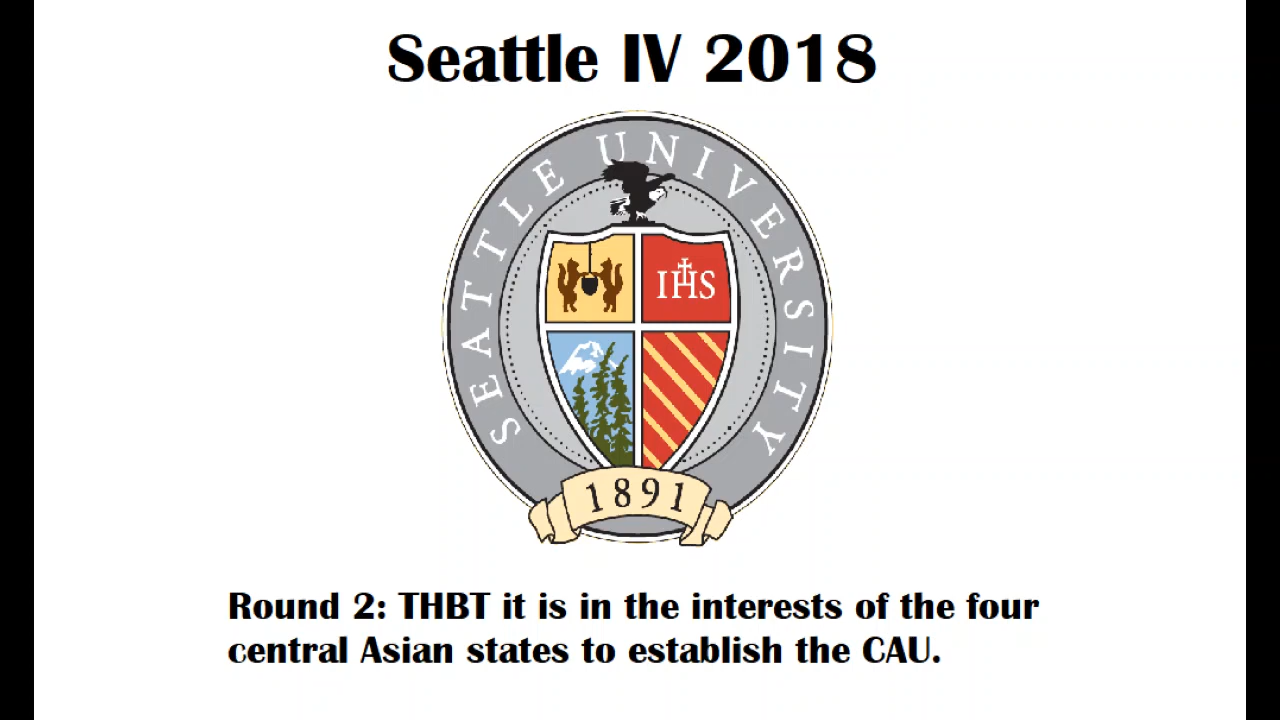 Seattle IV 2018
SEATTLE UNIVERSITY
IHS
1891
Round 2: THBT it is in the interests of the four
central Asian states to establish the CAU.